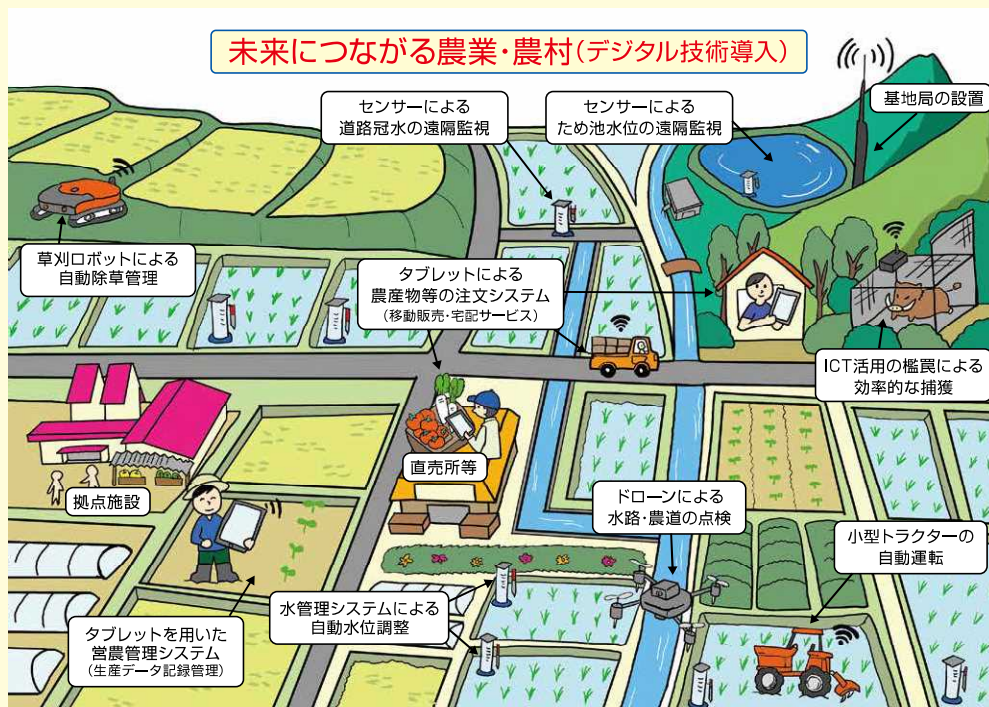 未来につながる農業・農村(デジタル技術導入)
センサーによる
道路冠水の遠隔監視
センサーによる
ため池水位の遠隔監視
基地局の設置
草刈ロボットによる
自動除草管理
タブレットによる
農産物等の注文システム
(移動販売・宅配サービス)
ICT活用の檻罠による
効率的な捕獲
直売所等
拠点施設
ドローンによる
水路・農道の点検
小型トラクターの
自動運転
水管理システムによる
自動水位調整
タブレットを用いた
営農管理システム
(生産データ記録管理)